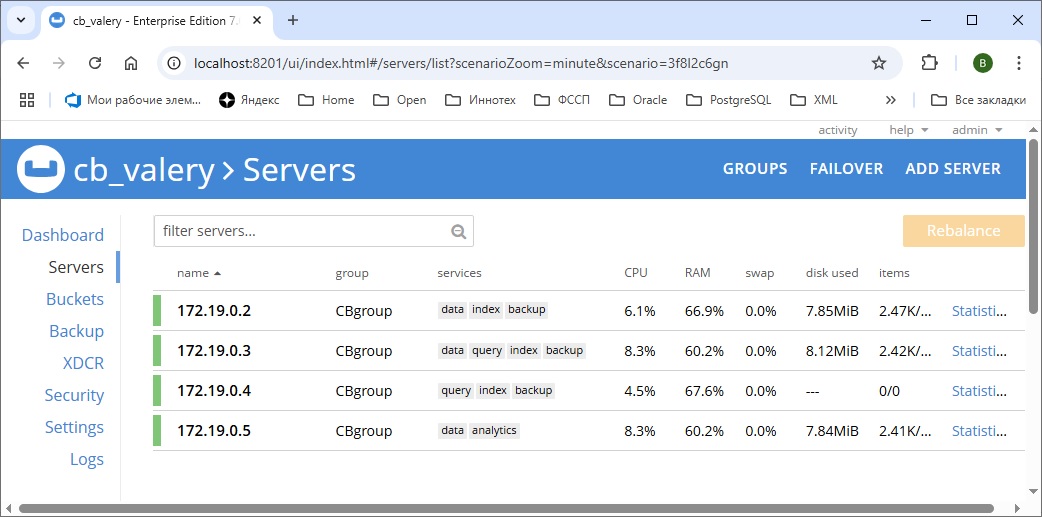 cb_valery - Enterprise Edition 7.
localhost:8201/ui/index.html#/servers/list?scenarioZoom=minute&scenario=3f8l2c6gn
B
Мои рабочие элем... Яндекс Home Open Иннотех ФССП Oracle PostgreSQL XML » Все закладки
activity help admin
cb_valery > Servers GROUPS FAILOVER ADD SERVER
Dashboard
Servers
Buckets
Backup
XDCR
Security
Settings
Logs
filter servers... Rebalance
name group services CPU RAM swap disk used items
172.19.0.2 CBgroup data index backup 6.1% 66.9% 0.0% 7.85MiB 2.47K/... Statisti...
172.19.0.3 CBgroup data query index backup 8.3% 60.2% 0.0% 8.12MiB 2.42K/... Statisti...
172.19.0.4 CBgroup query index backup 4.5% 67.6% 0.0% --- 0/0 Statisti...
172.19.0.5 CBgroup data analytics 8.3% 60.2% 0.0% 7.84MiB 2.41K/... Statisti...